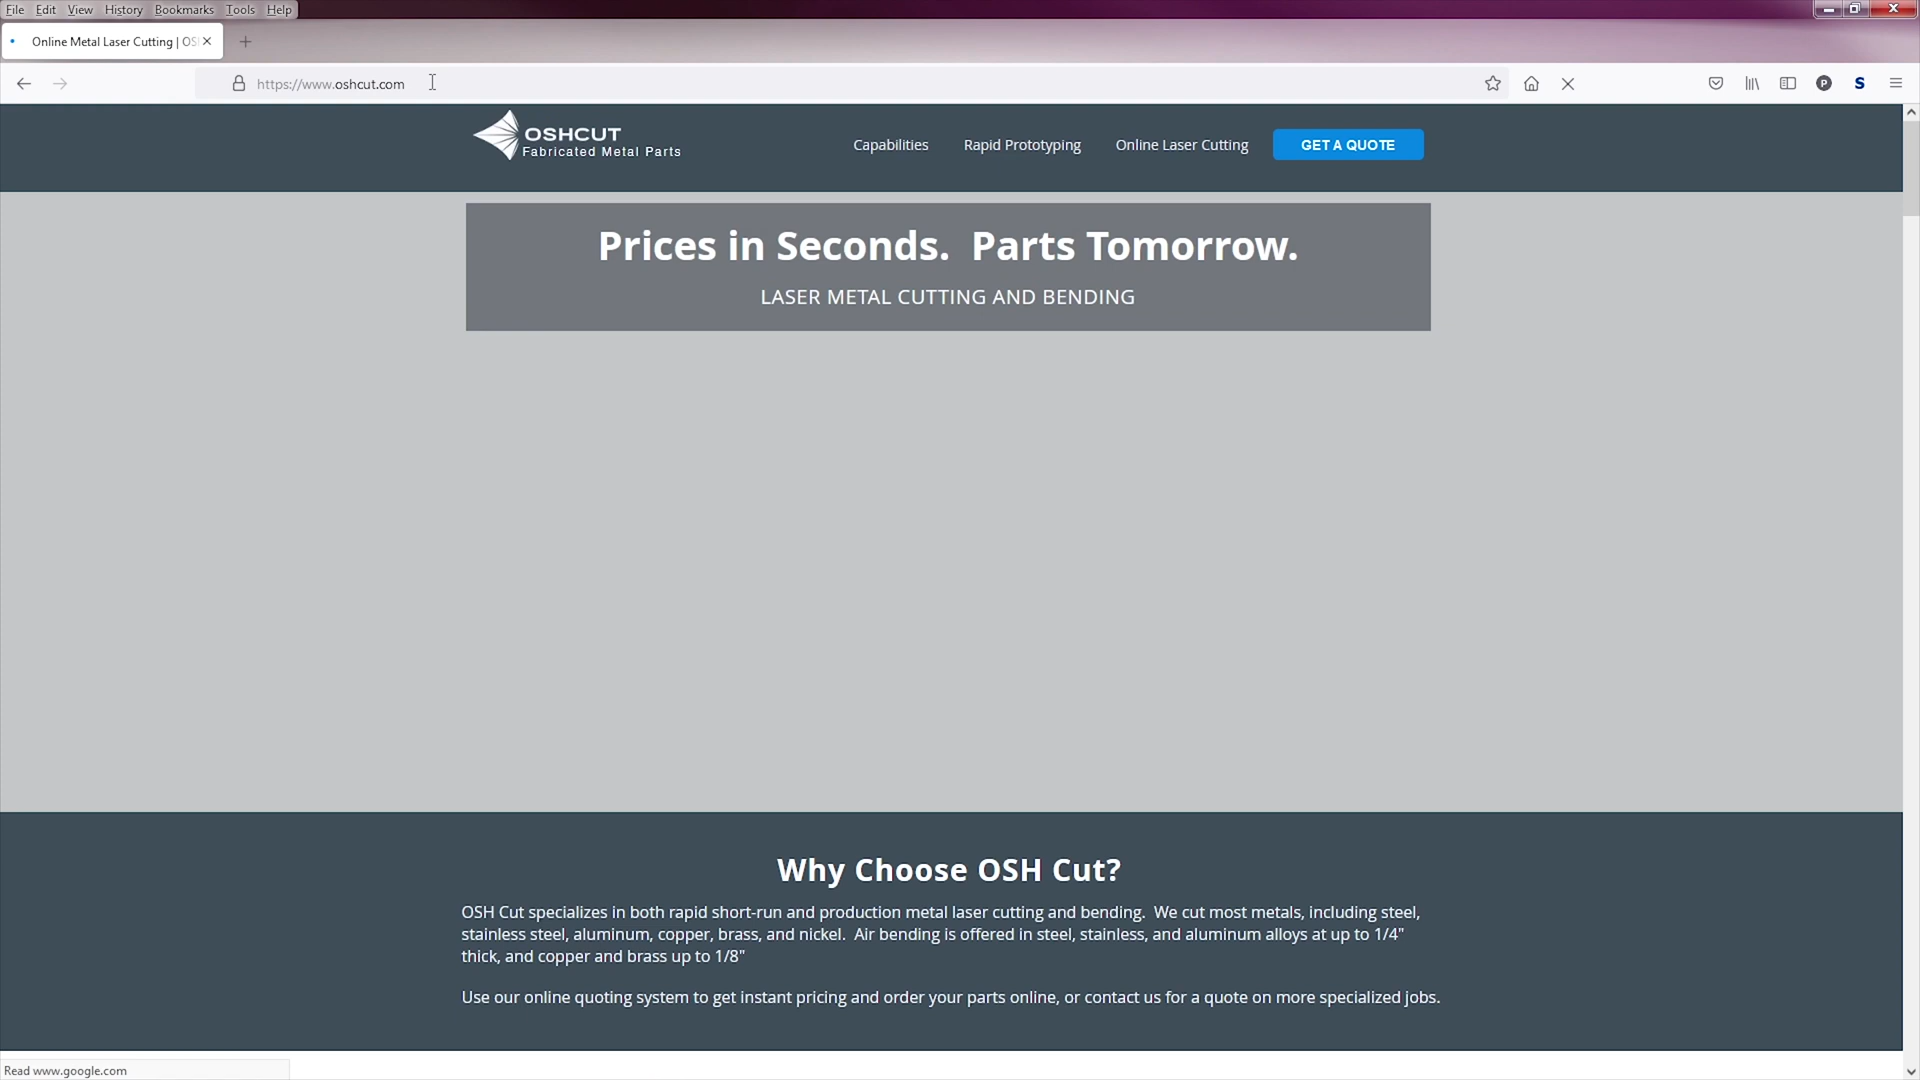 File Edit View History Bookmarks Tools Help
Online Metal Laser Cutting | OS
https://www.oshcut.com
P
S
OSHCUT
Fabricated Metal Parts
Capabilities Rapid Prototyping Online Laser Cutting GET A QUOTE
Prices in Seconds. Parts Tomorrow.
LASER METAL CUTTING AND BENDING
Why Choose OSH Cut?
OSH Cut specializes in both rapid short-run and production metal laser cutting and bending. We cut most metals, including steel,
stainless steel, aluminum, copper, brass, and nickel. Air bending is offered in steel, stainless, and aluminum alloys at up to 1/4"
thick, and copper and brass up to 1/8"
Use our online quoting system to get instant pricing and order your parts online, or contact us for a quote on more specialized jobs.
Read www.google.com